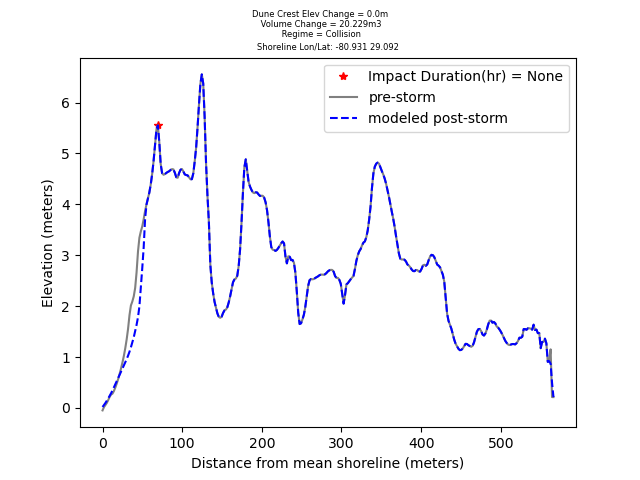 Dune Crest Elev Change = 0.0m
Volume Change = 20.229m3
Regime = Collision
Shoreline Lon/Lat: -80.931 29.092
Impact Duration(hr) = None
pre-storm
modeled post-storm
Elevation (meters)
6
5
4
3
2
1
0
0 100 200 300 400 500
Distance from mean shoreline (meters)